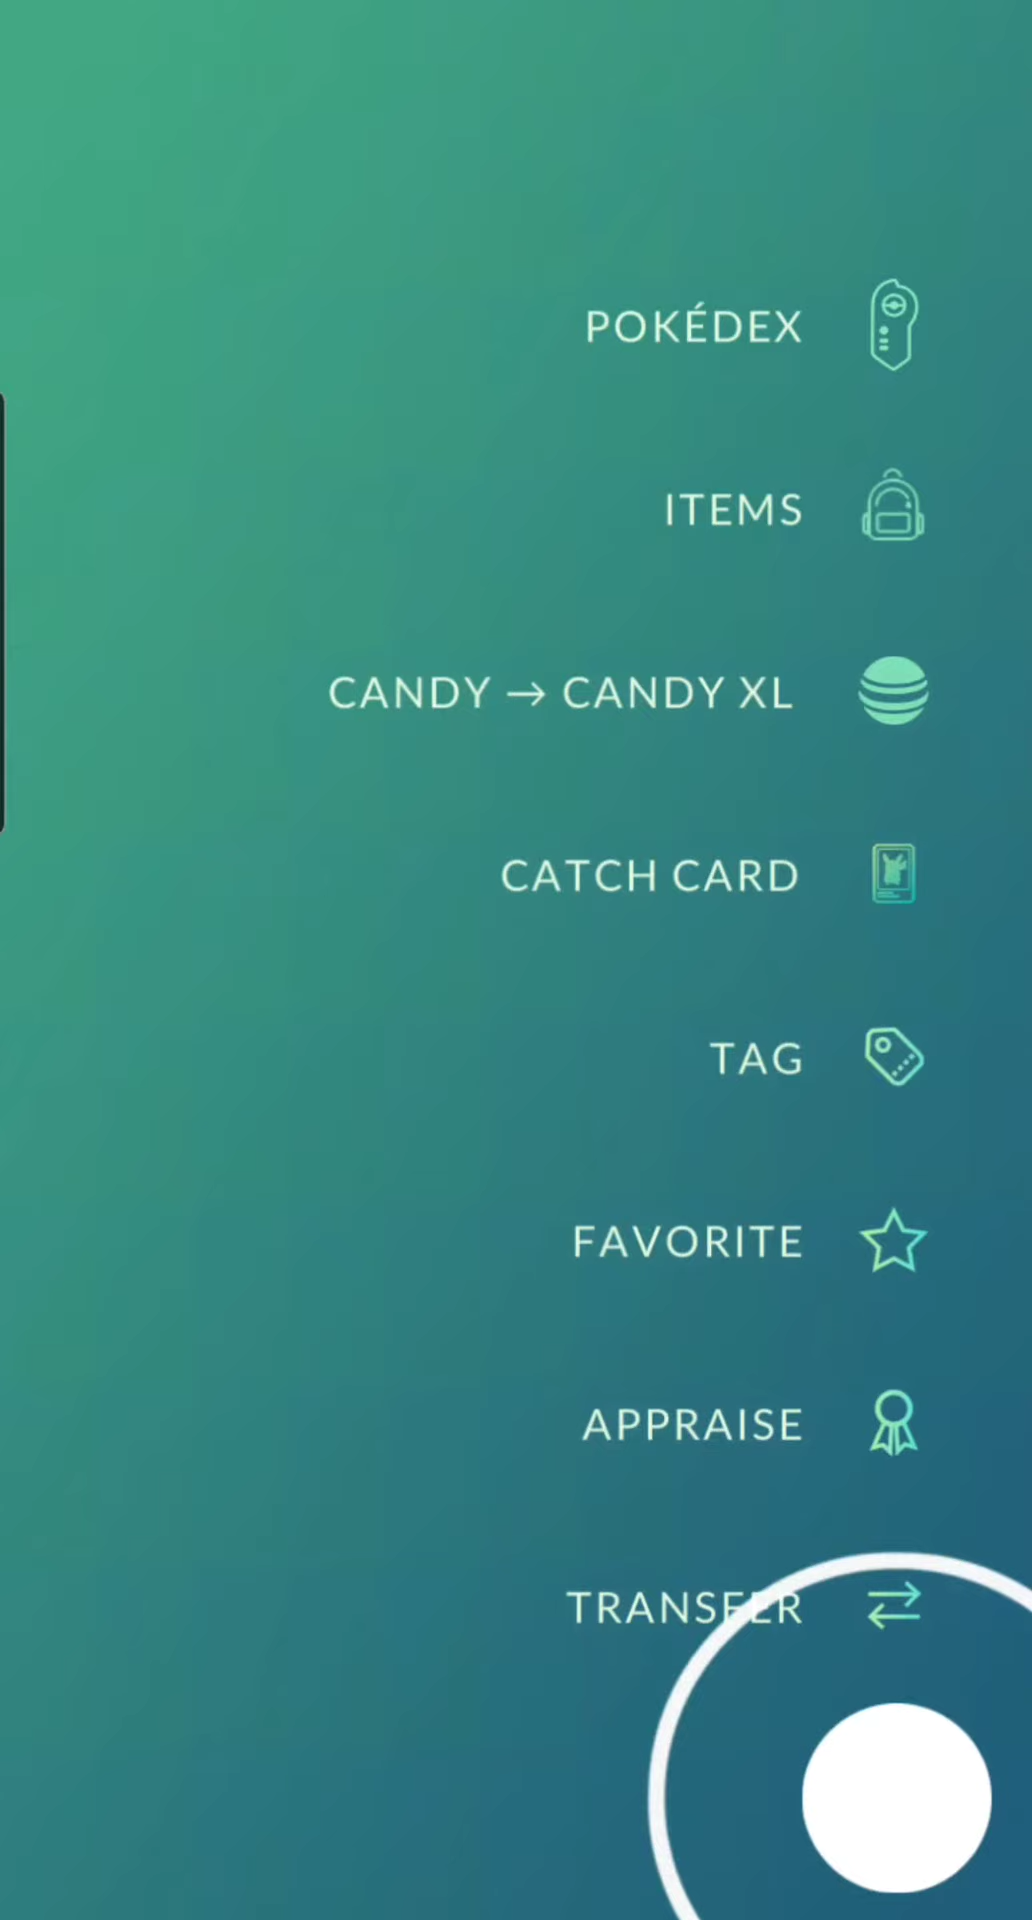 POKÉDEX
ITEMS
CANDY → CANDY XL
CATCH CARD
TAG
FAVORITE
APPRAISE
TRANSFER